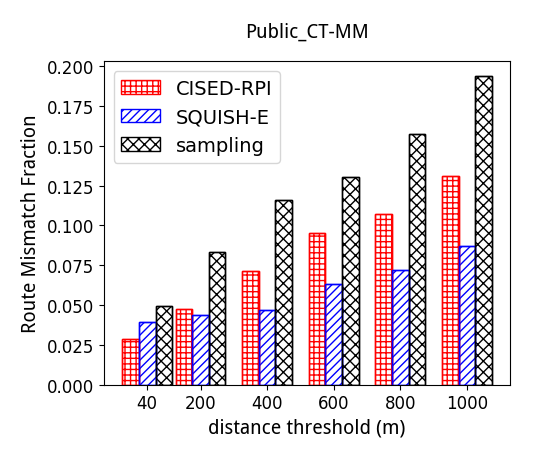 Public_CT-MM
0.200
0.175
0.150
0.125
0.100
0.075
0.050
0.025
0.000
Route Mismatch Fraction
CISED-RPI
SQUISH-E
sampling
40 200 400 600 800 1000
distance threshold (m)